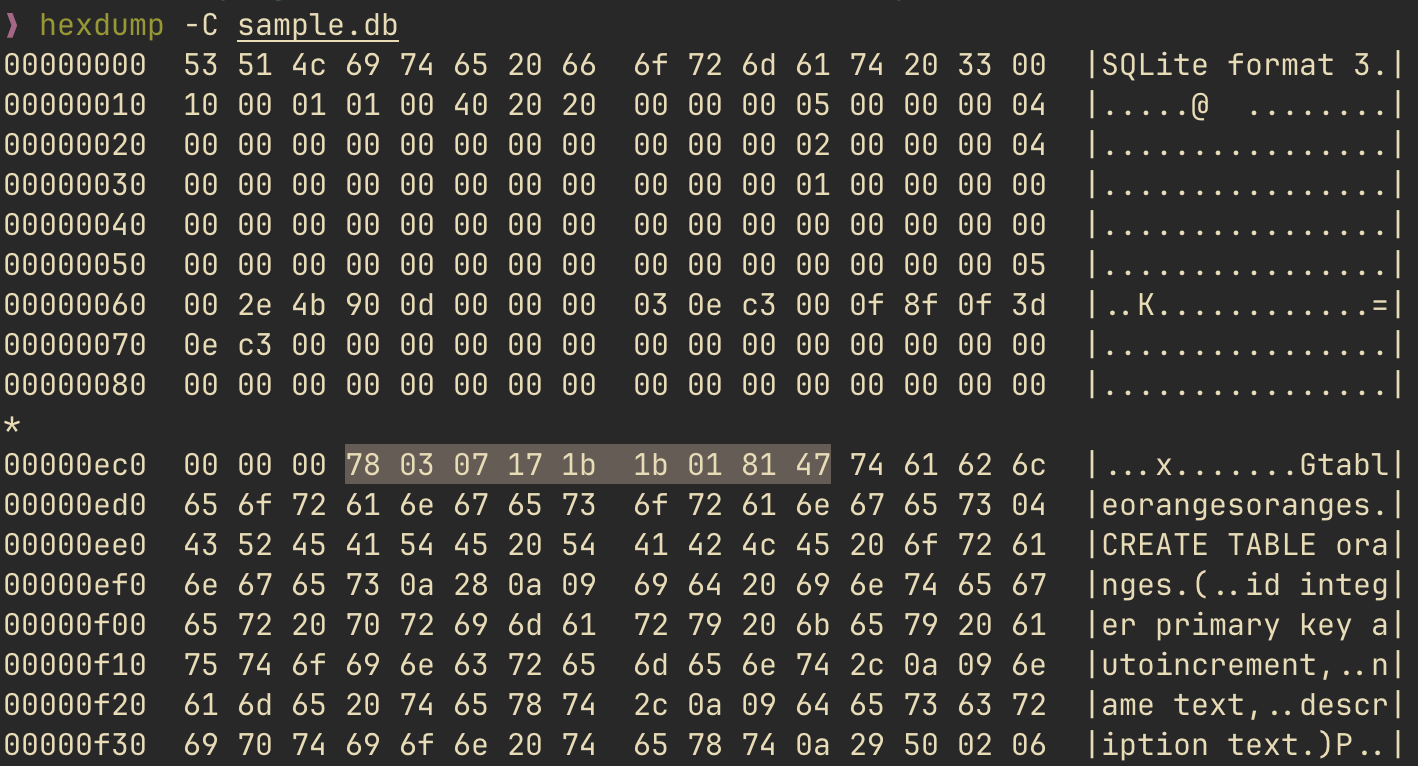 ❯ hexdump -C sample.db
00000000  53 51 4c 69 74 65 20 66  6f 72 6d 61 74 20 33 00  |SQLite format 3.|
00000010  10 00 01 01 00 40 20 20  00 00 00 05 00 00 00 04  |.....@  ........|
00000020  00 00 00 00 00 00 00 00  00 00 00 02 00 00 00 04  |................|
00000030  00 00 00 00 00 00 00 00  00 00 00 01 00 00 00 00  |................|
00000040  00 00 00 00 00 00 00 00  00 00 00 00 00 00 00 00  |................|
00000050  00 00 00 00 00 00 00 00  00 00 00 00 00 00 00 05  |................|
00000060  00 2e 4b 90 0d 00 00 00  03 0e c3 00 0f 8f 0f 3d  |..K............=|
00000070  0e c3 00 00 00 00 00 00  00 00 00 00 00 00 00 00  |................|
00000080  00 00 00 00 00 00 00 00  00 00 00 00 00 00 00 00  |................|
*
00000ec0  00 00 00 78 03 07 17 1b  1b 01 81 47 74 61 62 6c  |...x.......Gtabl|
00000ed0  65 6f 72 61 6e 67 65 73  6f 72 61 6e 67 65 73 04  |eorangesoranges.|
00000ee0  43 52 45 41 54 45 20 54  41 42 4c 45 20 6f 72 61  |CREATE TABLE ora|
00000ef0  6e 67 65 73 0a 28 0a 09  69 64 20 69 6e 74 65 67  |nges.(..id integ|
00000f00  65 72 20 70 72 69 6d 61  72 79 20 6b 65 79 20 61  |er primary key a|
00000f10  75 74 6f 69 6e 63 72 65  6d 65 6e 74 2c 0a 09 6e  |utoincrement,..n|
00000f20  61 6d 65 20 74 65 78 74  2c 0a 09 64 65 73 63 72  |ame text,..descr|
00000f30  69 70 74 69 6f 6e 20 74  65 78 74 0a 29 50 02 06  |iption text.)P..|